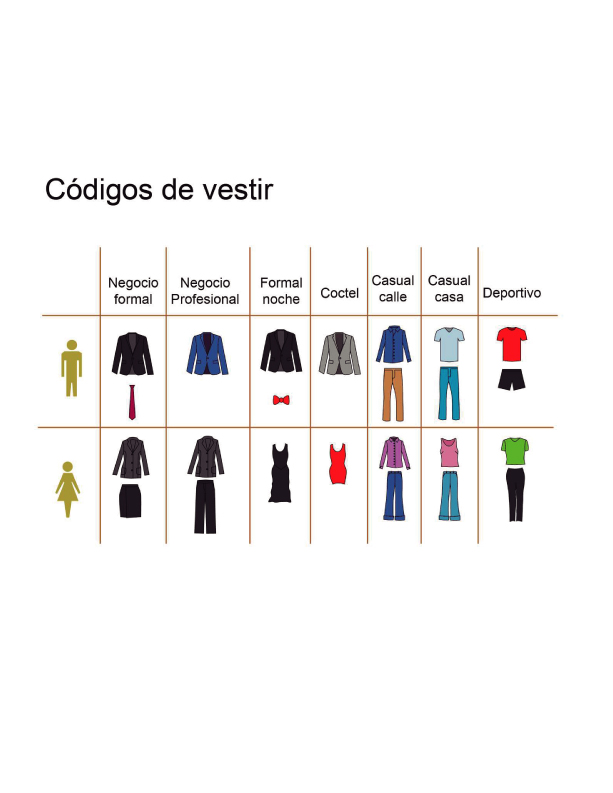 Códigos de vestir
Negocio
formal
Negocio
Profesional
Formal
noche
Coctel
Casual
calle
Casual
casa
Deportivo